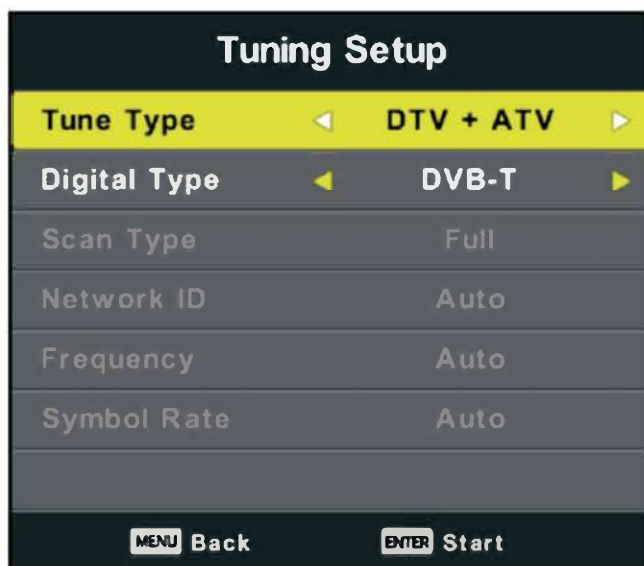 Tuning Setup
Tune Type DTV + ATV
Digital Type DVB-T
Scan Type Full
Network ID Auto
Frequency Auto
Symbol Rate Auto
MENU Back ENTER Start